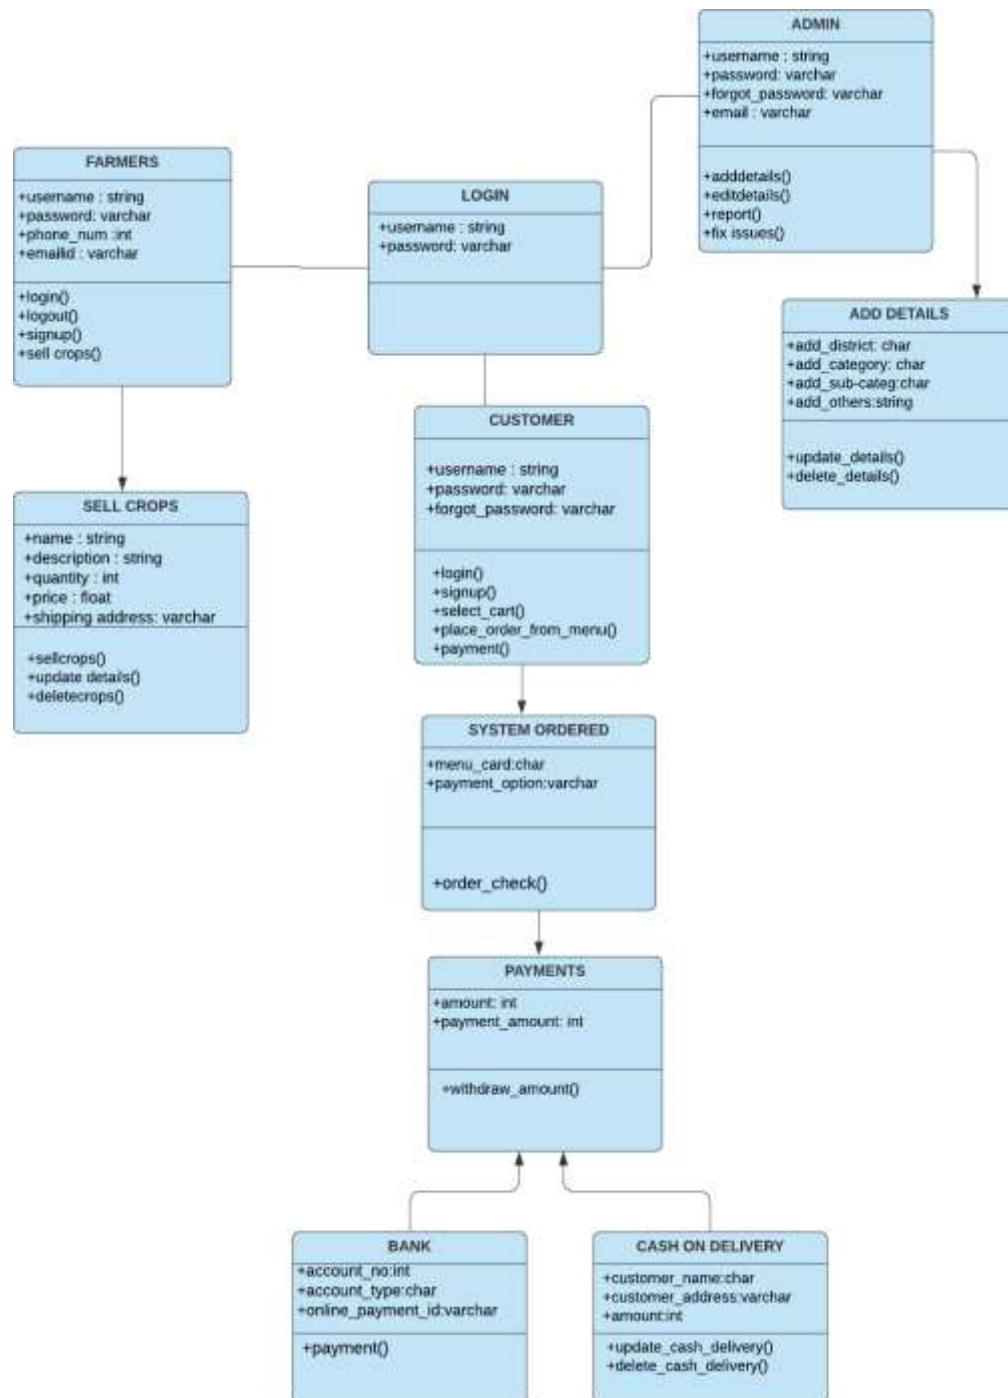 ADMIN
+username : string
+password: varchar
+forgot_password: varchar
+email : varchar
+adddetails()
+editdetails()
+report()
+fix issues()
FARMERS
+username : string
+password: varchar
+phone_num :int
+emailid : varchar
+login()
+logout()
+signup()
+sell crops()
LOGIN
+username : string
+password: varchar
ADD DETAILS
+add_district: char
+add_category: char
+add_sub-categ:char
+add_others:string
+update_details()
+delete_details()
CUSTOMER
+username : string
+password: varchar
+forgot_password: varchar
+login()
+signup()
+select_cart()
+place_order_from_menu()
+payment()
SELL CROPS
+name : string
+description : string
+quantity : int
+price : float
+shipping address: varchar
+sellcrops()
+update details()
+deletecrops()
SYSTEM ORDERED
+menu_card:char
+payment_option:varchar
+order_check()
PAYMENTS
+amount: int
+payment_amount: int
+withdraw_amount()
BANK
+account_no:int
+account_type:char
+online_payment_id:varchar
+payment()
CASH ON DELIVERY
+customer_name:char
+customer_address:varchar
+amount:int
+update_cash_delivery()
+delete_cash_delivery()